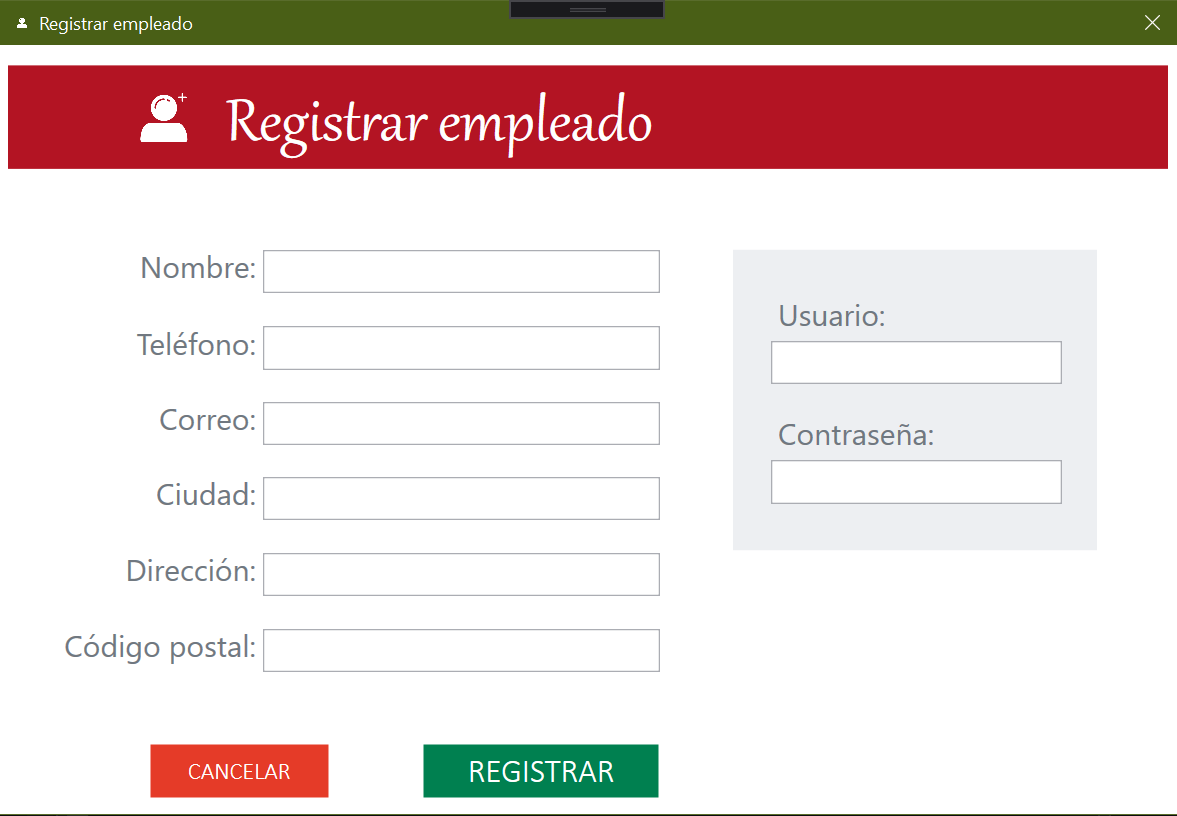 Registrar empleado
Registrar empleado
Nombre:
Teléfono:
Correo:
Ciudad:
Dirección:
Código postal:
Usuario:
Contraseña:
CANCELAR
REGISTRAR